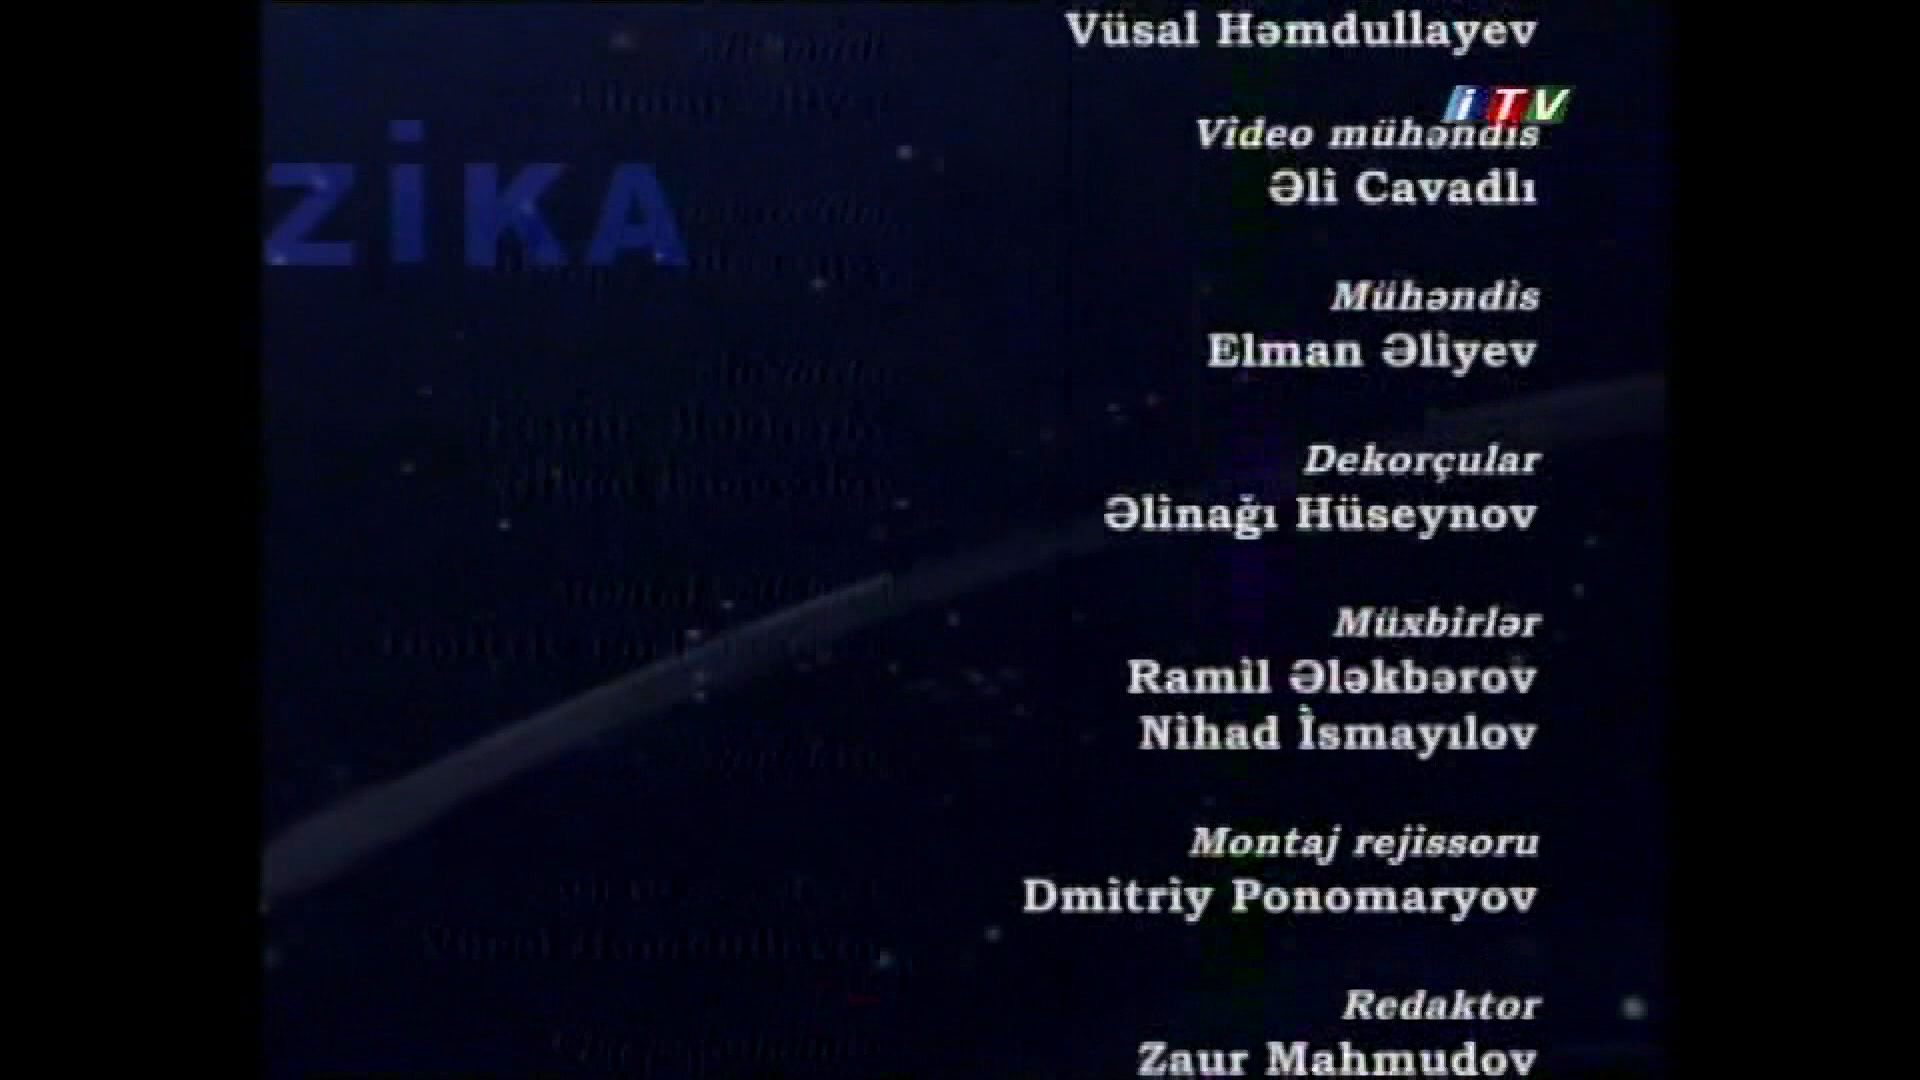 Vüsal Həmdullayev
iTV
Video mühəndis
Əli Cavadlı
ZİKA
Mühəndis
Elman Əliyev
Dekorçular
Əlinağı Hüseynov
Müxbirlər
Ramil Ələkbərov
Nihad İsmayılov
Montaj rejissoru
Dmitriy Ponomaryov
Redaktor
Zaur Mahmudov